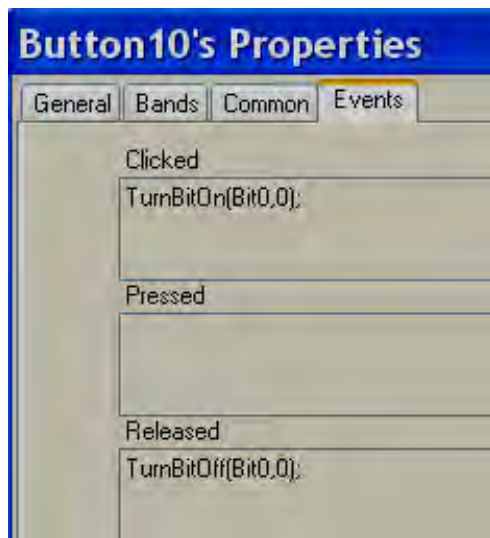 Button10's Properties
General Bands Common Events
Clicked
TurnBitOn(Bit0,0);
Pressed
Released
TurnBitOff(Bit0,0);